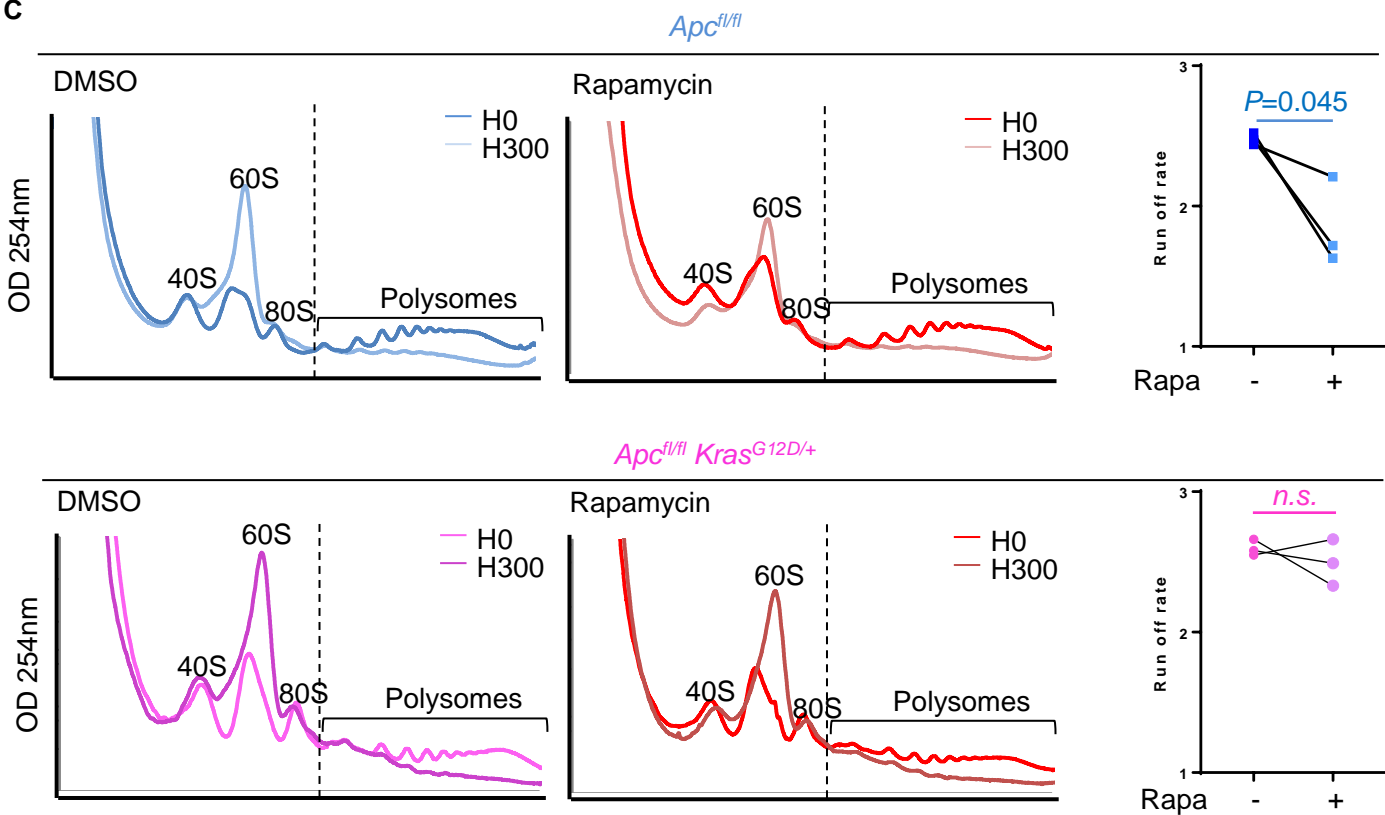 C
Apcfl/fl
DMSO
Rapamycin
H0
H300
60S
40S
80S
Polysomes
OD 254nm
H0
H300
60S
40S
80S
Polysomes
3
2
1
Run off rate
P=0.045
Rapa - +
Apcfl/fl KrasG12D/+
DMSO
Rapamycin
H0
H300
60S
40S
80S
Polysomes
OD 254nm
H0
H300
60S
40S
80S
Polysomes
3
2
1
Run off rate
n.s.
Rapa - +